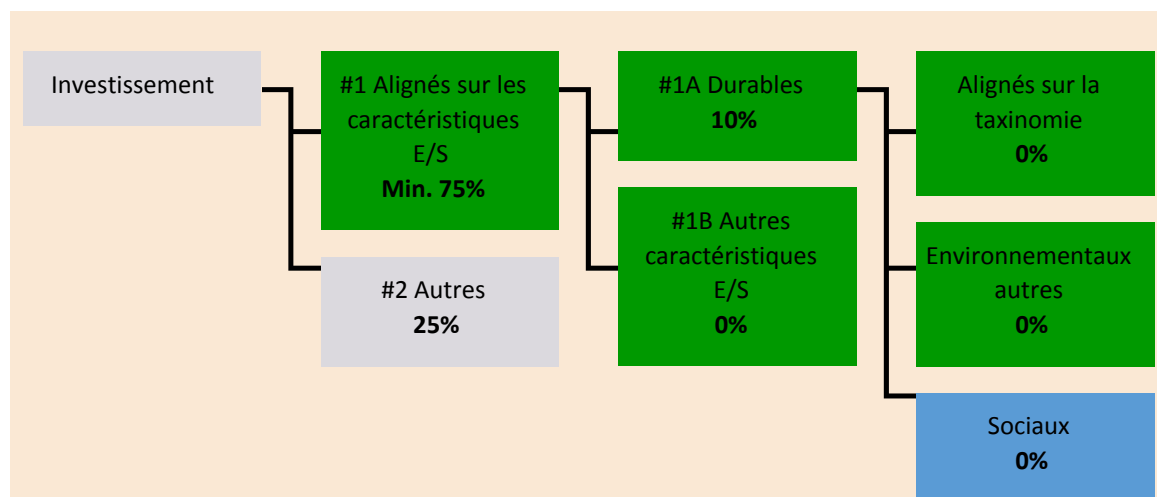 Investissement
#1 Alignés sur les
caractéristiques
E/S
Min. 75%
#2 Autres
25%
#1A Durables
10%
#1B Autres
caractéristiques
E/S
0%
Alignés sur la
taxinomie
0%
Environnementaux
autres
0%
Sociaux
0%